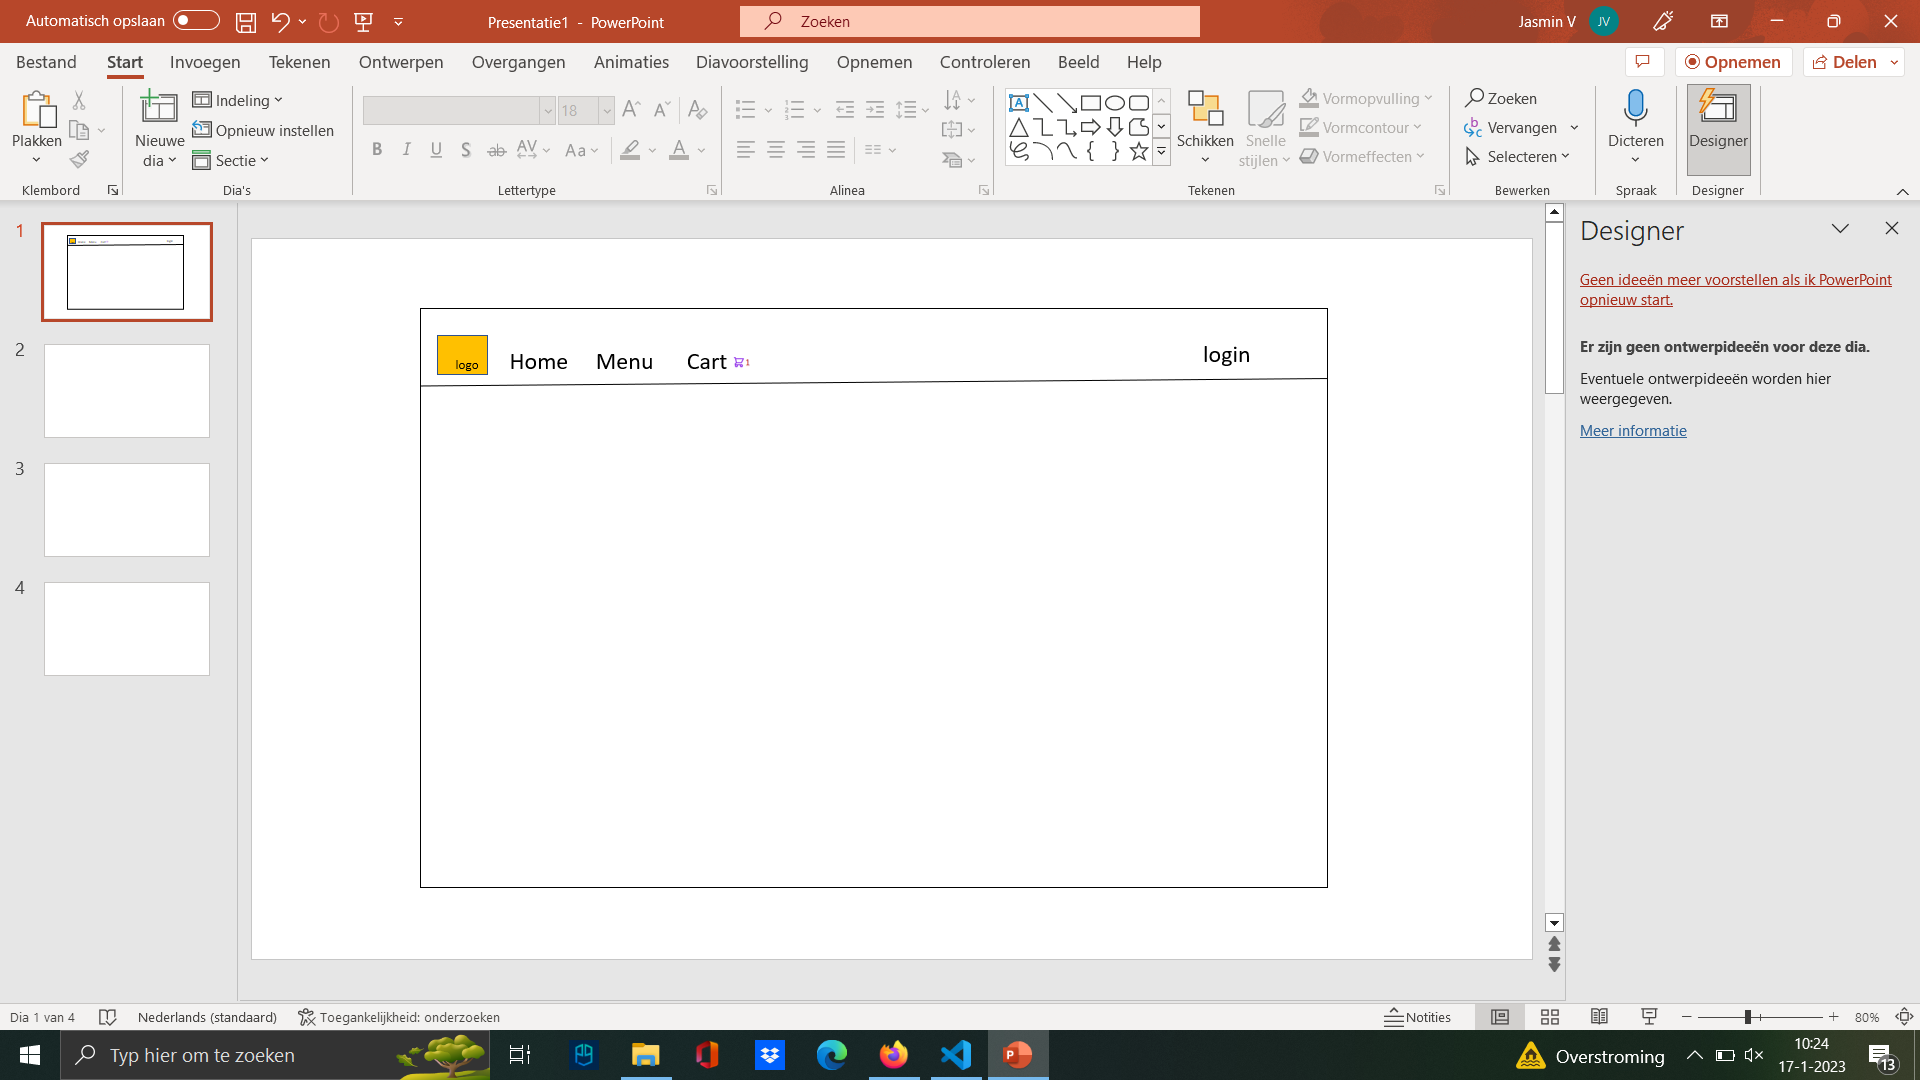 Automatisch opslaan
Presentatie1 - PowerPoint
Zoeken
Jasmin V
JV
Bestand
Start
Invoegen
Tekenen
Ontwerpen
Overgangen
Animaties
Diavoorstelling
Opnemen
Controleren
Beeld
Help
Opnemen
Delen
Plakken
Klembord
Nieuwe
dia
Indeling
Opnieuw instellen
Sectie
Dia's
18
Lettertype
Alinea
Schikken
Snelle
stijlen
Vormopvulling
Vormcontour
Vormeffecten
Tekenen
Zoeken
Vervangen
Selecteren
Bewerken
Dicteren
Spraak
Designer
Designer
1
2
3
4
logo
Home
Menu
Cart
1
login
Designer
Geen ideeën meer voorstellen als ik PowerPoint
opnieuw start.
Er zijn geen ontwerpideeën voor deze dia.
Eventuele ontwerpideeën worden hier
weergegeven.
Meer informatie
Dia 1 van 4
Nederlands (standaard)
Toegankelijkheid: onderzoeken
Notities
80%
Typ hier om te zoeken
Overstroming
10:24
17-1-2023
13